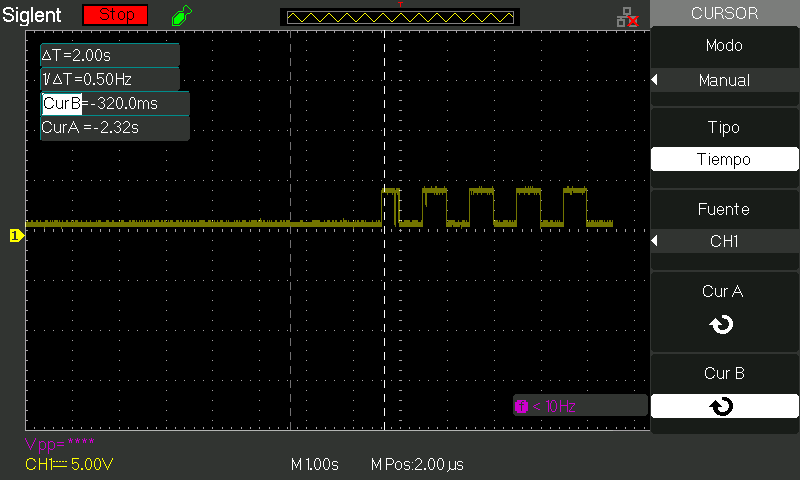 Siglent Stop T CURSOR
ΔT=2.00s
1/ΔT=0.50Hz
CurB=-320.0ms
CurA =-2.32s
Modo
Manual
Tipo
Tiempo
Fuente
CH1
Cur A
Cur B
1
T < 10Hz
Vpp=****
CH1 5.00V M 1.00s M Pos:2.00 µs